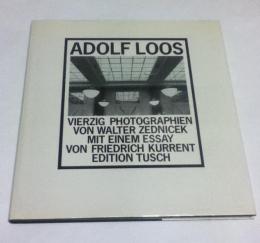 ADOLF LOOS
VIERZIG PHOTOGRAPHIEN
VON WALTER ZEDNICEK
MIT EINEM ESSAY
VON FRIEDRICH KURRENT
EDITION TUSCH